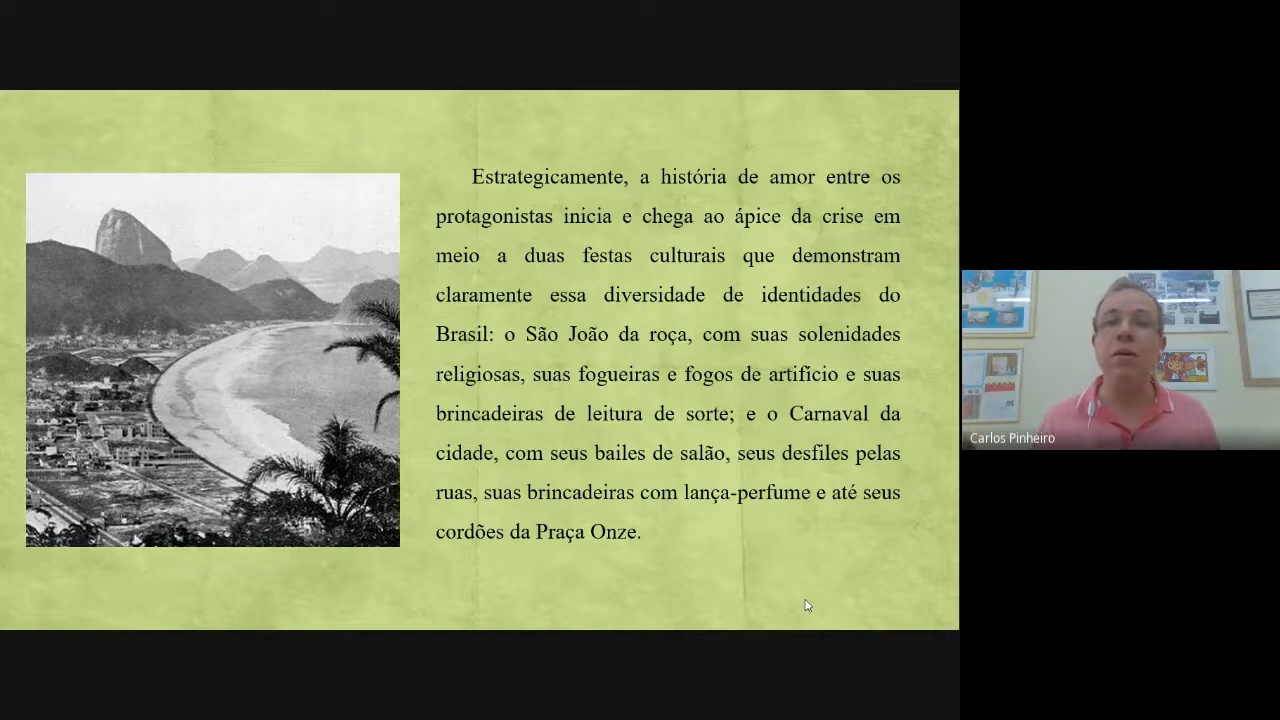 Estrategicamente, a história de amor entre os
protagonistas inicia e chega ao ápice da crise em
meio a duas festas culturais que demonstram
claramente essa diversidade de identidades do
Brasil: o São João da roça, com suas solenidades
religiosas, suas fogueiras e fogos de artifício e suas
brincadeiras de leitura de sorte; e o Carnaval da
cidade, com seus bailes de salão, seus desfiles pelas
ruas, suas brincadeiras com lança-perfume e até seus
cordões da Praça Onze.
Carlos Pinheiro